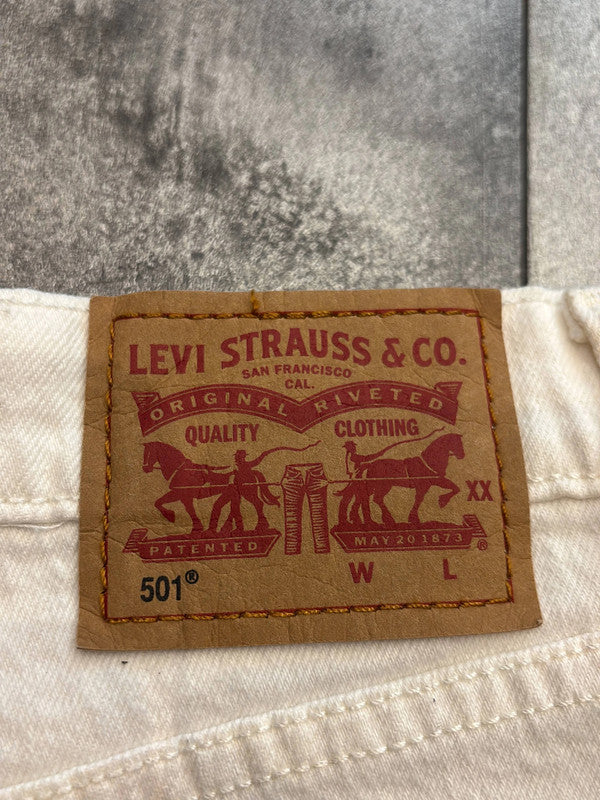 LEVI STRAUSS & CO.
SAN FRANCISCO
CAL.
ORIGINAL RIVETED
QUALITY CLOTHING
XX
PATENTED MAY 20 1873 ®
501® W L